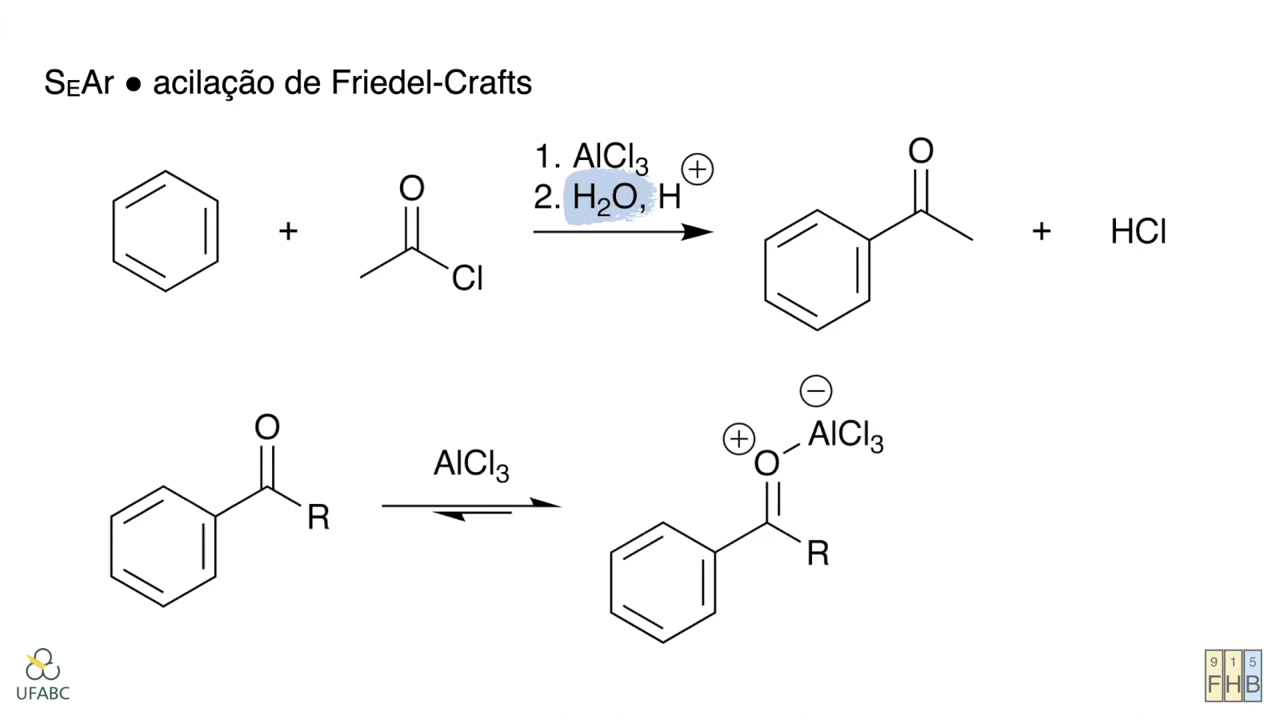 SEAr ● acilação de Friedel-Crafts
1. AlCl3
2. H2O, H ⊕
O
Cl
+
O
+
HCl
O
R
AlCl3
⊖
⊕
O
AlCl3
R
UFABC
9 1 5
F H B